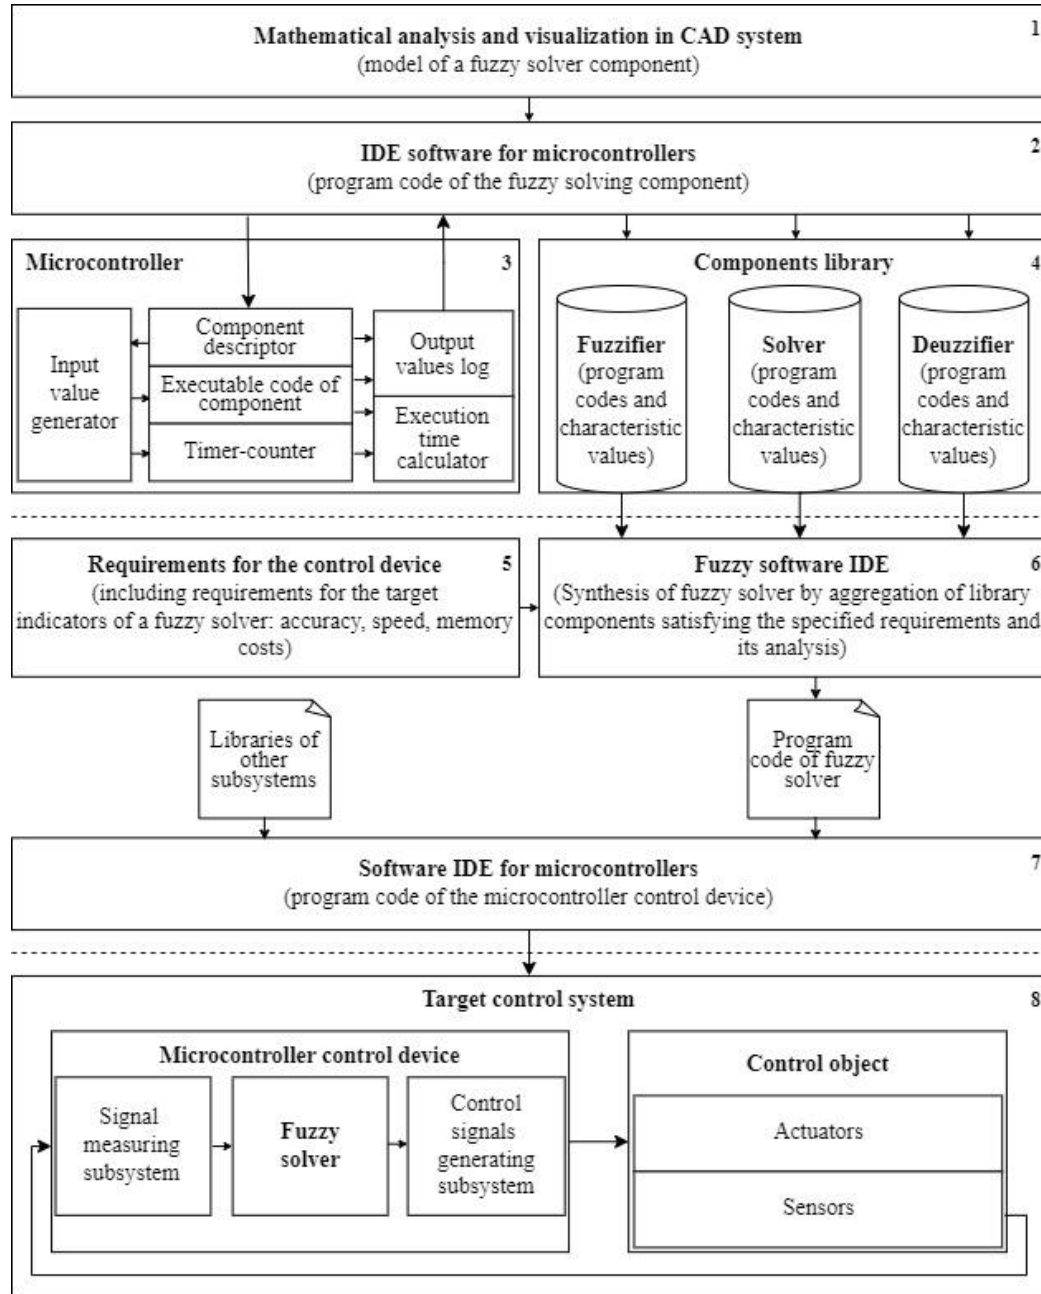 Mathematical analysis and visualization in CAD system
1
(model of a fuzzy solver component)
IDE software for microcontrollers
2
(program code of the fuzzy solving component)
Microcontroller
3
Input
value
generator
Component
descriptor
Executable code of
component
Timer-counter
Output
values log
Execution
time
calculator
Components library
4
Fuzzifier
(program
codes and
characteristic
values)
Solver
(program
codes and
characteristic
values)
Deuzzifier
(program
codes and
characteristic
values)
Requirements for the control device
5
(including requirements for the target
indicators of a fuzzy solver: accuracy, speed, memory
costs)
Fuzzy software IDE
6
(Synthesis of fuzzy solver by aggregation of library
components satisfying the specified requirements and
its analysis)
Libraries of
other
subsystems
Program
code of fuzzy
solver
Software IDE for microcontrollers
7
(program code of the microcontroller control device)
Target control system
8
Microcontroller control device
Signal
measuring
subsystem
Fuzzy
solver
Control
signals
generating
subsystem
Control object
Actuators
Sensors